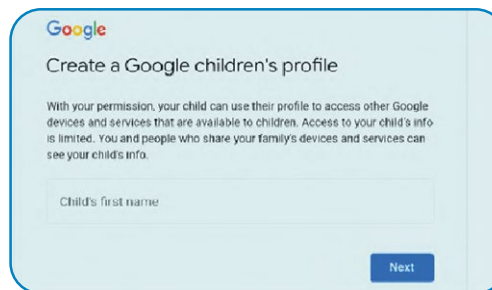 Google
Create a Google children's profile
With your permission, your child can use their profile to access other Google
devices and services that are available to children. Access to your child's info
is limited. You and people who share your family's devices and services can
see your child's info.
Child's first name
Next